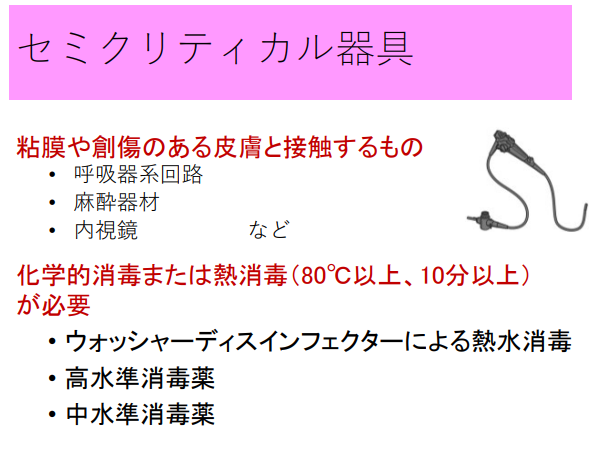 セミクリティカル器具
粘膜や創傷のある皮膚と接触するもの
• 呼吸器系回路
• 麻酔器材
• 内視鏡 など
化学的消毒または熱消毒（80℃以上、10分以上）
が必要
• ウォッシャーディスインフェクターによる熱水消毒
• 高水準消毒薬
• 中水準消毒薬